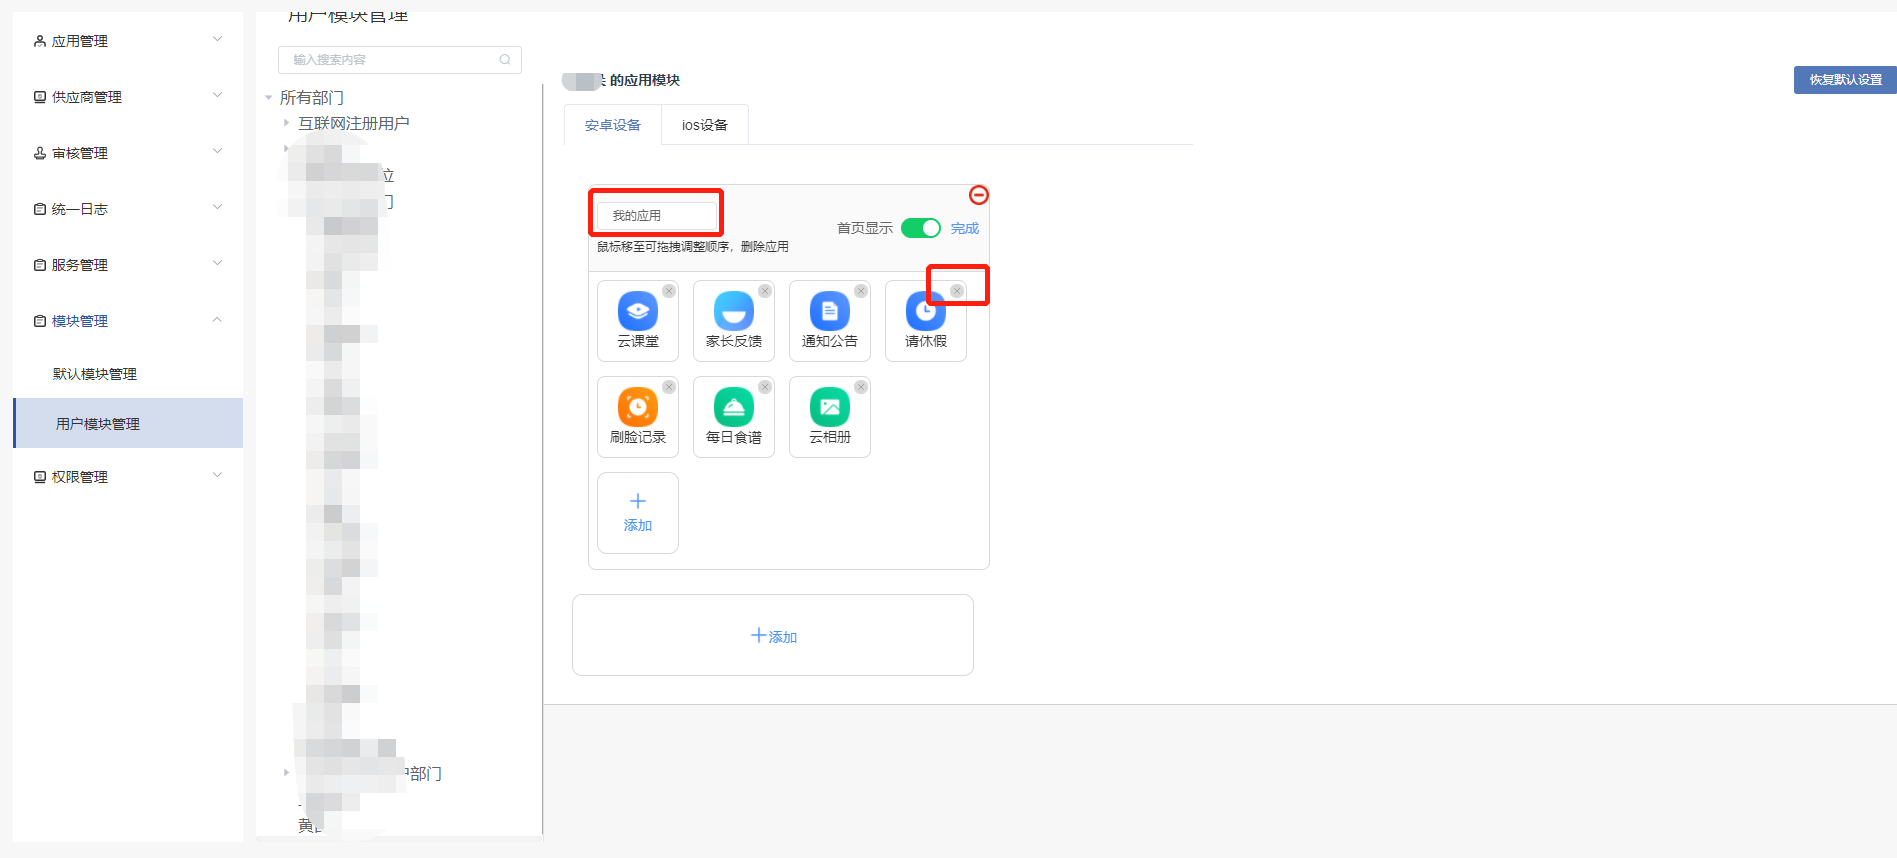 应用管理
供应商管理
审核管理
统一日志
服务管理
模块管理
默认模块管理
用户模块管理
权限管理
用户模块管理
输入搜索内容
所有部门
互联网注册用户
位
门
户部门
黄
的应用模块
恢复默认设置
安卓设备
ios设备
我的应用
首页显示
完成
鼠标移至可拖拽调整顺序，删除应用
云课堂
家长反馈
通知公告
请休假
刷脸记录
每日食谱
云相册
添加
添加